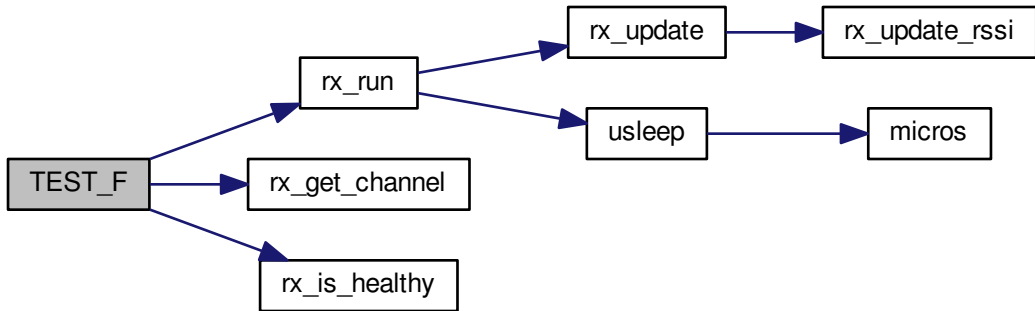 TEST_F
rx_run
rx_get_channel
rx_is_healthy
rx_update
usleep
rx_update_rssi
micros